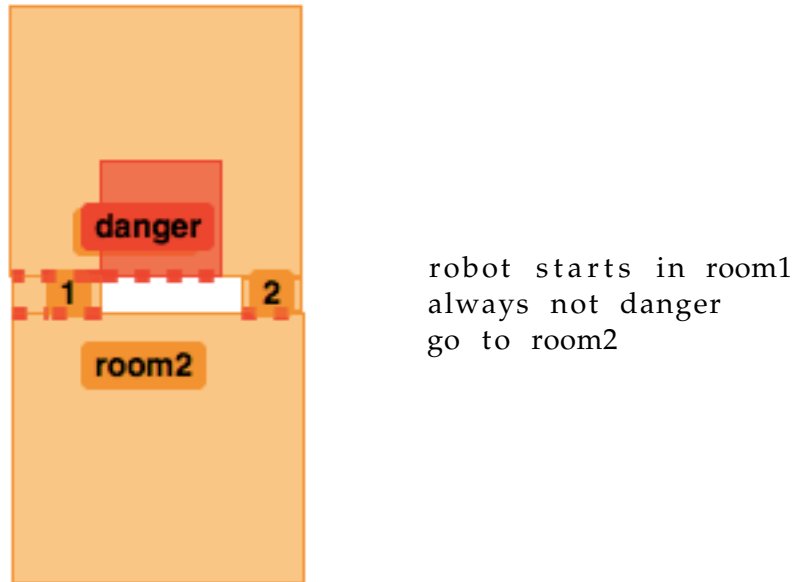 danger
1
2
room2
robot starts in room1
always not danger
go to room2